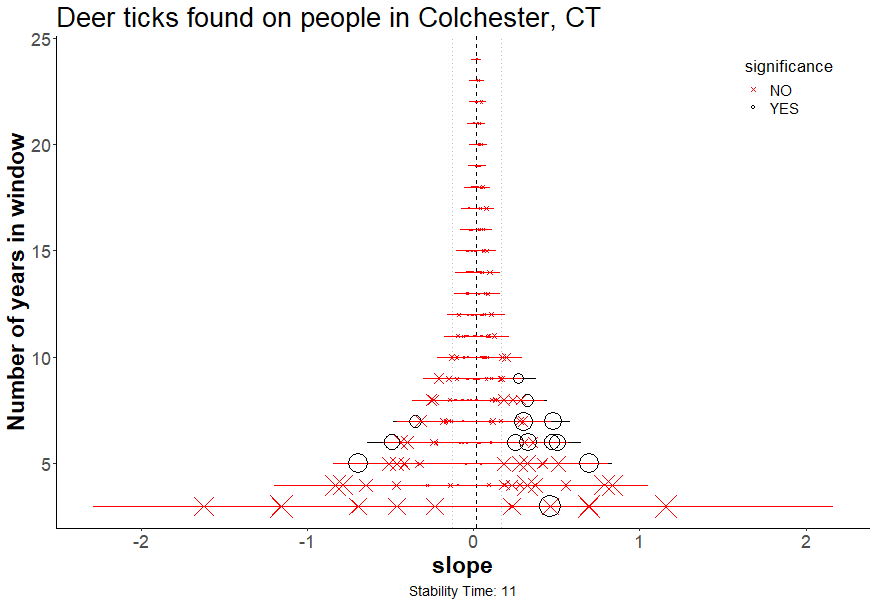 Deer ticks found on people in Colchester, CT
significance
NO
YES
Number of years in window
25
20
15
10
5
-2 -1 0 1 2
slope
Stability Time: 11